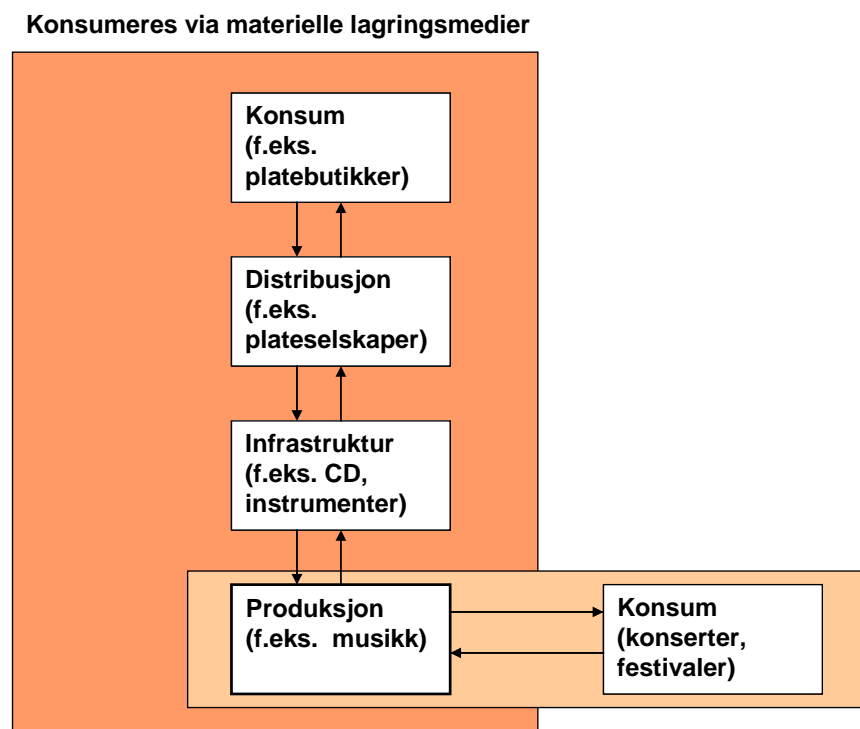 Konsumeres via materielle lagringsmedier
Konsum
(f.eks.
platebutikker)
Distribusjon
(f.eks.
plateselskaper)
Infrastruktur
(f.eks. CD,
instrumenter)
Produksjon
(f.eks.  musikk)
Konsum
(konserter,
festivaler)